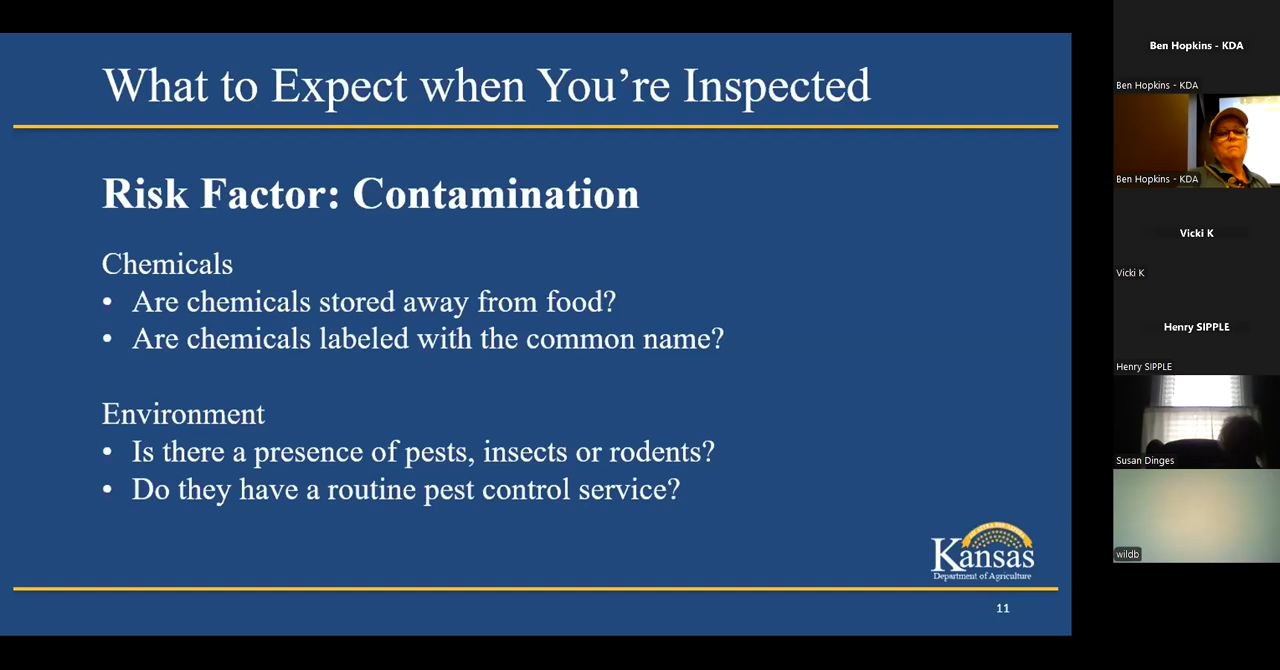 What to Expect when You're Inspected
Risk Factor: Contamination
Chemicals
• Are chemicals stored away from food?
• Are chemicals labeled with the common name?
Environment
• Is there a presence of pests, insects or rodents?
• Do they have a routine pest control service?
Kansas
Department of Agriculture
11
Ben Hopkins - KDA
Ben Hopkins - KDA
Ben Hopkins - KDA
Vicki K
Vicki K
Henry SIPPLE
Henry SIPPLE
Susan Dinges
wildb